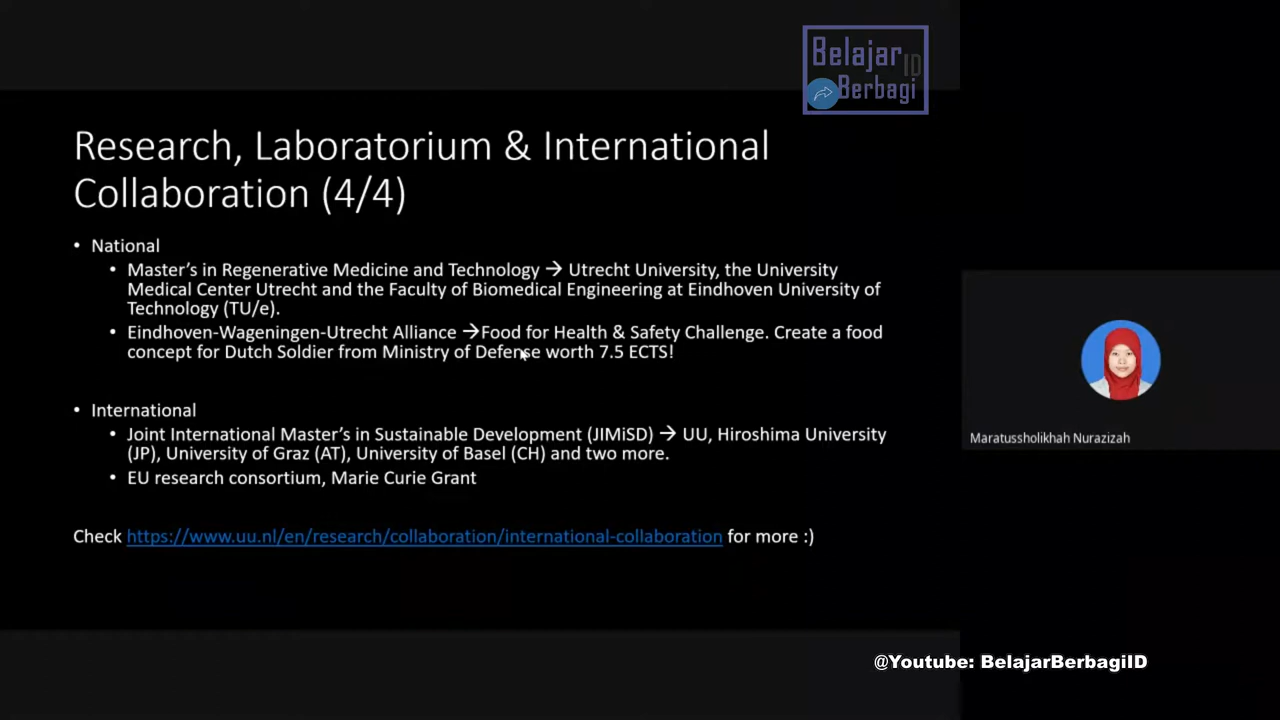 Belajar
ID
Berbagi
Research, Laboratorium & International
Collaboration (4/4)
• National
• Master's in Regenerative Medicine and Technology → Utrecht University, the University
Medical Center Utrecht and the Faculty of Biomedical Engineering at Eindhoven University of
Technology (TU/e).
• Eindhoven-Wageningen-Utrecht Alliance →Food for Health & Safety Challenge. Create a food
concept for Dutch Soldier from Ministry of Defense worth 7.5 ECTS!
• International
• Joint International Master's in Sustainable Development (JIMiSD) → UU, Hiroshima University
(JP), University of Graz (AT), University of Basel (CH) and two more.
• EU research consortium, Marie Curie Grant
Check https://www.uu.nl/en/research/collaboration/international-collaboration for more :)
Maratussholikhah Nurazizah
@Youtube: BelajarBerbagiID